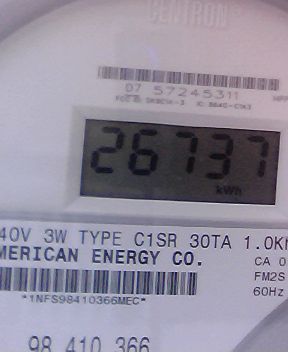 CENTRON®
D7 57245311
26737
kWh
40V 3W TYPE C1SR 30TA 1.0K
MERICAN ENERGY CO.
CA 0
FM2S
60Hz
*1NFS98410366MEC*
98 410 366